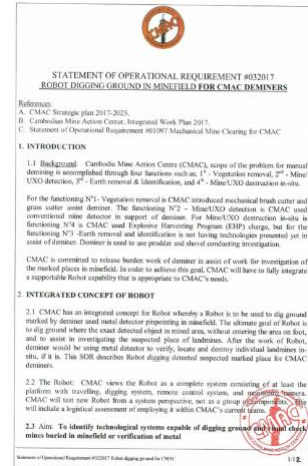 STATEMENT OF OPERATIONAL REQUIREMENT #032017
ROBOT DIGGING GROUND IN MINEFIELD FOR CMAC DEMINERS
References:
A. CMAC Strategic plan 2017-2025.
B. Cambodian Mine Action Center, Integrated Work Plan 2017.
C. Statement of Operational Requirement #01097 Mechanical Mine Clearing for CMAC
1. INTRODUCTION
1.1 Background. Cambodia Mine Action Centre (CMAC), scope of the problem for manual
demining is accomplished through four functions such as, 1st - Vegetation removal, 2nd - Mine/
UXO detection, 3rd - Earth removal & Identification, and 4th - Mine/UXO destruction in-situ.
For the functioning N°1- Vegetation removal is CMAC introduced mechanical brush cutter and
grass cutter assist deminer. The functioning N°2 – Mine/UXO detection is CMAC used
conventional mine detector in support of deminer. For Mine/UXO destruction in-situ is
functioning N°4 is CMAC used Explosive Harvesting Program (EHP) charge, but for the
functioning N°3 -Earth removal and identification is not having technologies presented yet in
assist of deminer. Deminer is used to use prodder and shovel conducting investigation.
CMAC is committed to release burden work of deminer in assist of work for investigation of
the marked places in minefield. In order to achieve this goal, CMAC will have to fully integrate
a supportable Robot capability that is appropriate to CMAC's needs.
2. INTEGRATED CONCEPT OF ROBOT
2.1 CMAC has an integrated concept for Robot whereby a Robot is to be used to dig ground
marked by deminer used metal detector pinpointing in minefield. The ultimate goal of Robot is
to dig ground where the exact detected object in mined area, without entering the area on foot,
and to assist in investigating the suspected place of landmines. After the work of Robot,
deminer would be using metal detector to verify, locate and destroy individual landmines in-
situ, if it is. This SOR describes Robot digging detected suspected marked place for CMAC
deminers.
2.2 The Robot: CMAC views the Robot as a complete system consisting of at least the
platform with travelling, digging system, remote control system, and monitoring camera.
CMAC will test new Robot from a system perspective, not as a group of components. This
will include a logistical assessment of employing it within CMAC's current teams.
2.3 Aim: To identify technological systems capable of digging ground and visual check
mines buried in minefield or verification of metal
Statement of Operational Requirement #032017 Robot digging ground for CMAC
1/12
CMAC